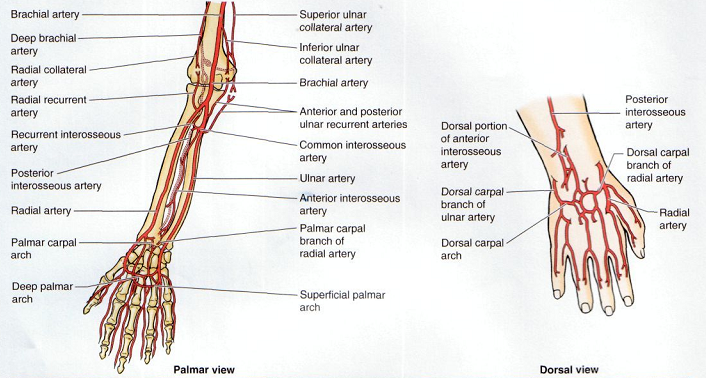 Brachial artery
Deep brachial
artery
Radial collateral
artery
Radial recurrent
artery
Recurrent interosseous
artery
Posterior
interosseous artery
Radial artery
Palmar carpal
arch
Deep palmar
arch
Superior ulnar
collateral artery
Inferior ulnar
collateral artery
Brachial artery
Anterior and posterior
ulnar recurrent arteries
Common interosseous
artery
Ulnar artery
Anterior interosseous
artery
Palmar carpal
branch of
radial artery
Superficial palmar
arch
Palmar view
Dorsal portion
of anterior
interosseous
artery
Dorsal carpal
branch of
ulnar artery
Dorsal carpal
arch
Posterior
interosseous
artery
Dorsal carpal
branch of
radial artery
Radial
artery
Dorsal view